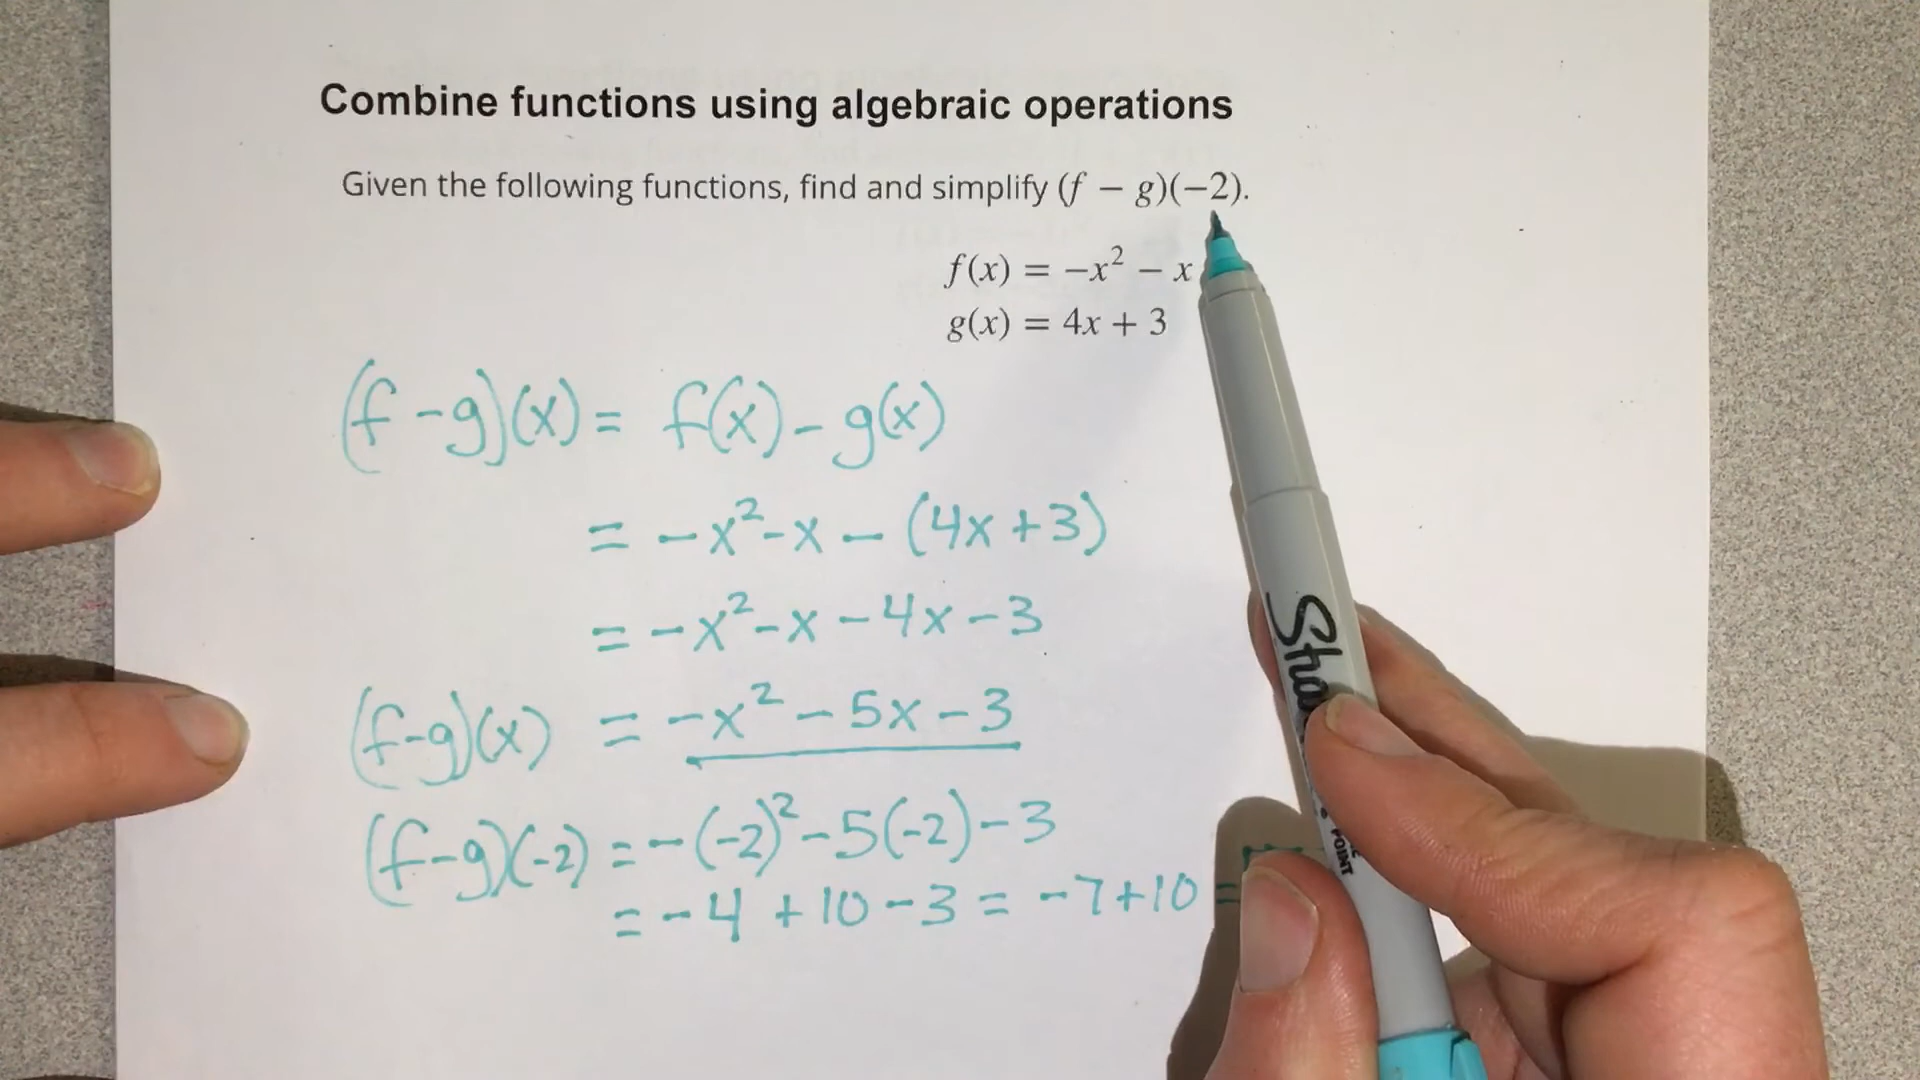 Combine functions using algebraic operations
Given the following functions, find and simplify (f − g)(−2).
f(x) = −x² − x
g(x) = 4x + 3
(f-g)(x) = f(x) - g(x)
= -x²-x - (4x+3)
= -x²-x-4x-3
(f-g)(x) = -x²-5x-3
(f-g)(-2) = -(-2)²-5(-2)-3
= -4+10-3 = -7+10 =
POINT